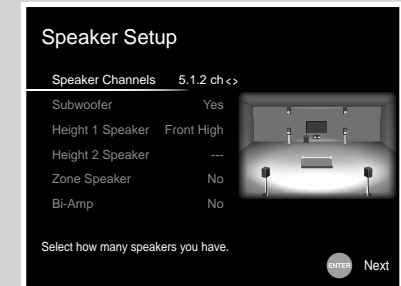 Speaker Setup
Speaker Channels 5.1.2 ch <>
Subwoofer Yes
Height 1 Speaker Front High
Height 2 Speaker ---
Zone Speaker No
Bi-Amp No
Select how many speakers you have.
ENTER Next